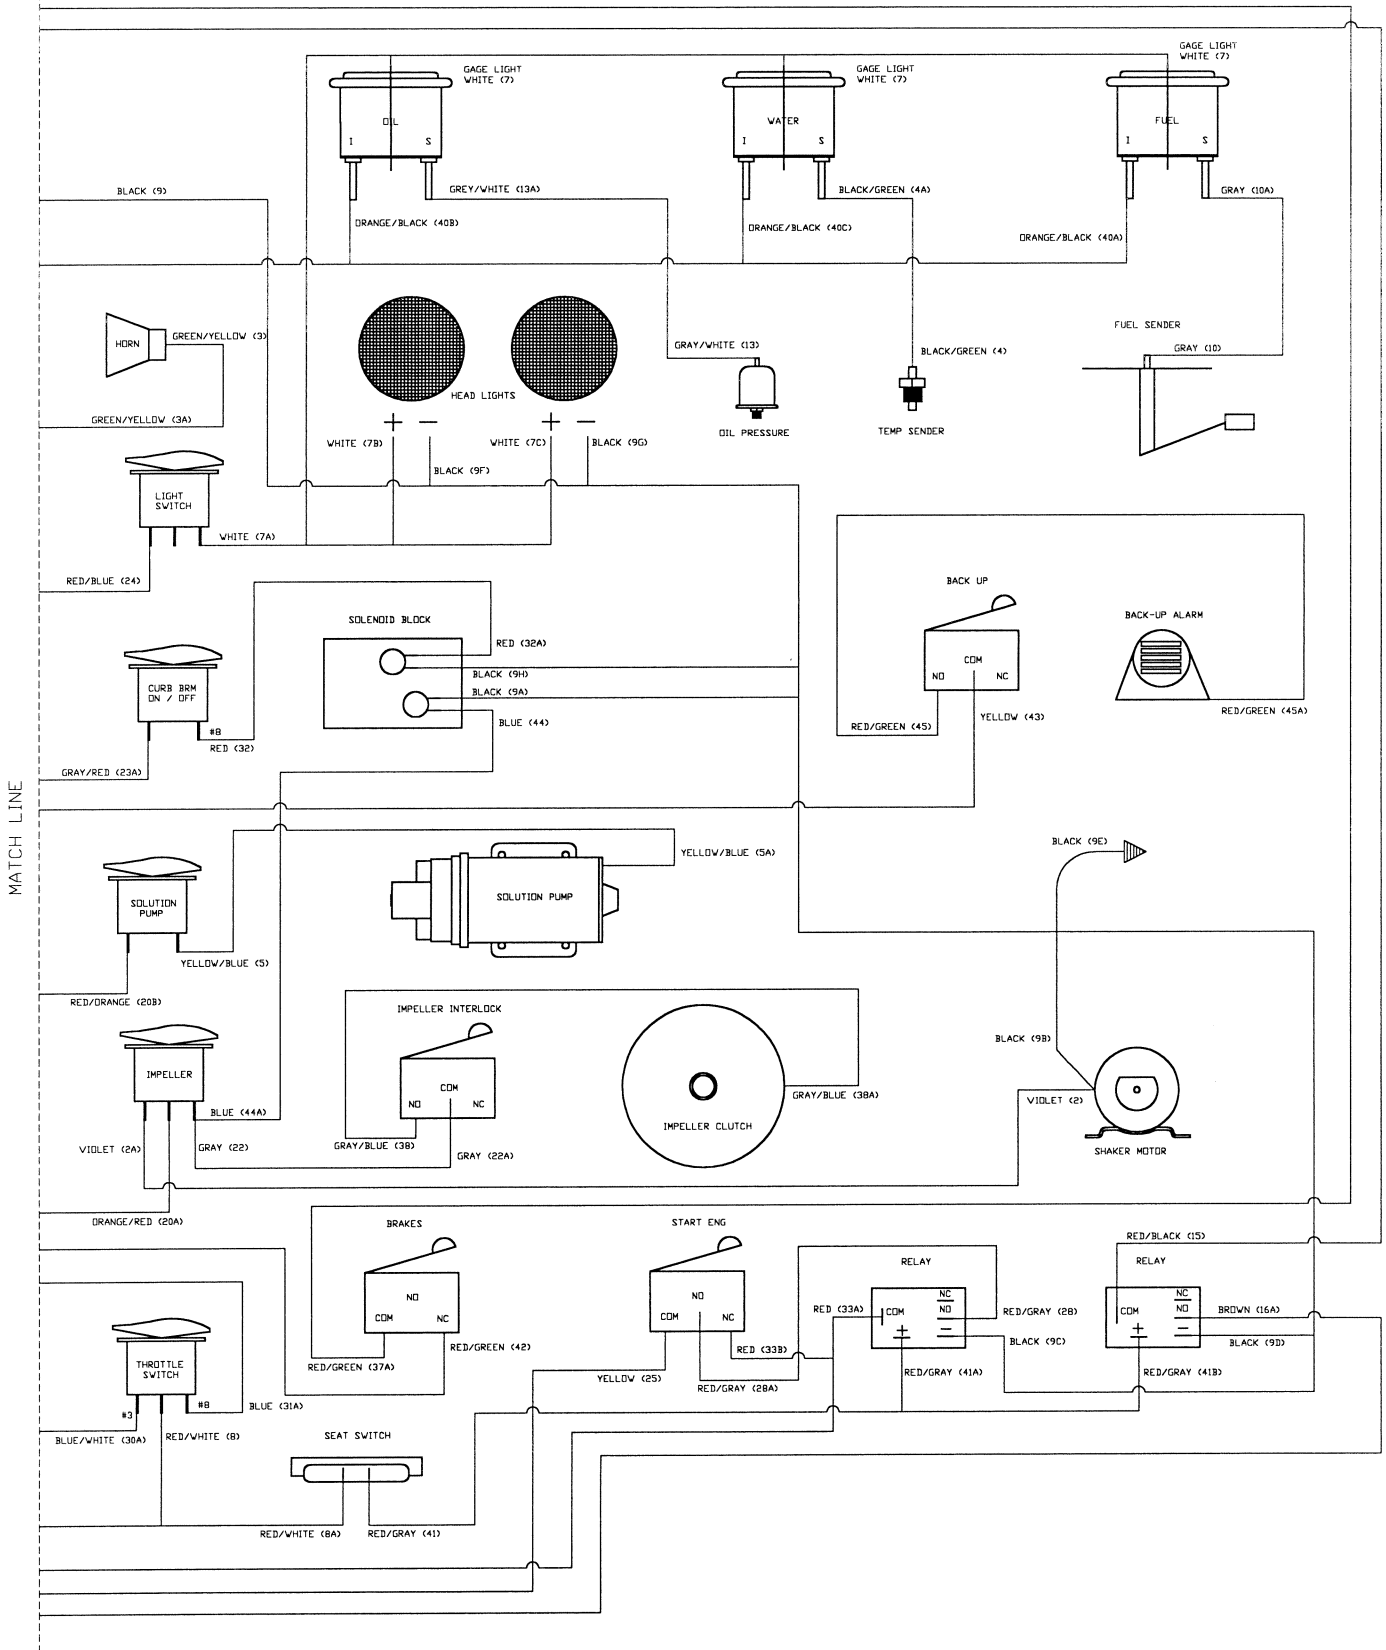 GAGE LIGHT
WHITE (7)
GAGE LIGHT
WHITE (7)
GAGE LIGHT
WHITE (7)
OIL
I S
WATER
I S
FUEL
I S
BLACK (9)
GREY/WHITE (13A)
BLACK/GREEN (4A)
GRAY (10A)
ORANGE/BLACK (40B)
ORANGE/BLACK (40C)
ORANGE/BLACK (40A)
HORN
GREEN/YELLOW (3)
GREEN/YELLOW (3A)
HEAD LIGHTS
+ −
+ −
WHITE (7B)
BLACK (9F)
WHITE (7C)
BLACK (9G)
GRAY/WHITE (13)
OIL PRESSURE
BLACK/GREEN (4)
TEMP SENDER
FUEL SENDER
GRAY (10)
LIGHT
SWITCH
WHITE (7A)
RED/BLUE (24)
SOLENOID BLOCK
RED (32A)
BLACK (9H)
BLACK (9A)
BLUE (44)
BACK UP
COM
NO NC
RED/GREEN (45)
YELLOW (43)
BACK-UP ALARM
RED/GREEN (45A)
CURB BRM
ON / OFF
#8
RED (32)
GRAY/RED (23A)
MATCH LINE
YELLOW/BLUE (5A)
SOLUTION PUMP
BLACK (9E)
SOLUTION
PUMP
YELLOW/BLUE (5)
RED/ORANGE (20B)
IMPELLER INTERLOCK
COM
NO NC
GRAY/BLUE (38)
GRAY (22A)
IMPELLER CLUTCH
GRAY/BLUE (38A)
BLACK (9B)
VIOLET (2)
SHAKER MOTOR
IMPELLER
BLUE (44A)
VIOLET (2A)
GRAY (22)
ORANGE/RED (20A)
BRAKES
NO
COM NC
RED/GREEN (37A)
RED/GREEN (42)
START ENG
NO
COM NC
YELLOW (25)
RED (33B)
RED/GRAY (28A)
RELAY
RED (33A)
COM
NC
NO
+ −
RED/GRAY (28)
BLACK (9C)
RED/GRAY (41A)
RED/BLACK (15)
RELAY
COM
NC
NO
+ −
BROWN (16A)
BLACK (9D)
RED/GRAY (41B)
THROTTLE
SWITCH
#3
#8
BLUE (31A)
BLUE/WHITE (30A)
RED/WHITE (8)
SEAT SWITCH
RED/WHITE (8A)
RED/GRAY (41)